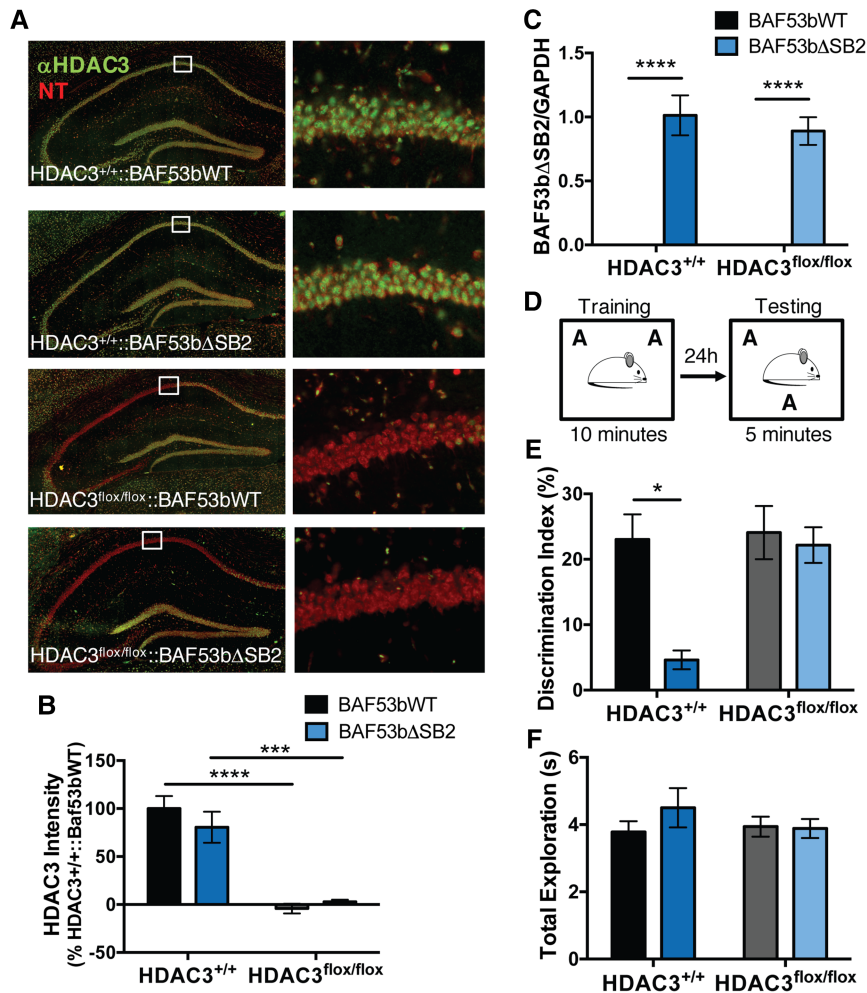 A
αHDAC3
NT
HDAC3+/+::BAF53bWT
HDAC3+/+::BAF53bΔSB2
HDAC3flox/flox::BAF53bWT
HDAC3flox/flox::BAF53bΔSB2
B
BAF53bWT
BAF53bΔSB2
HDAC3 Intensity
(% HDAC3+/+::Baf53bWT)
150
100
50
0
-50
****
***
HDAC3+/+
HDAC3flox/flox
C
BAF53bWT
BAF53bΔSB2
BAF53bΔSB2/GAPDH
1.5
1.0
0.5
0.0
****
****
HDAC3+/+
HDAC3flox/flox
D
Training
Testing
A
A
24h
A
A
10 minutes
5 minutes
E
Discrimination Index (%)
30
20
10
0
*
HDAC3+/+
HDAC3flox/flox
F
Total Exploration (s)
6
4
2
0
HDAC3+/+
HDAC3flox/flox